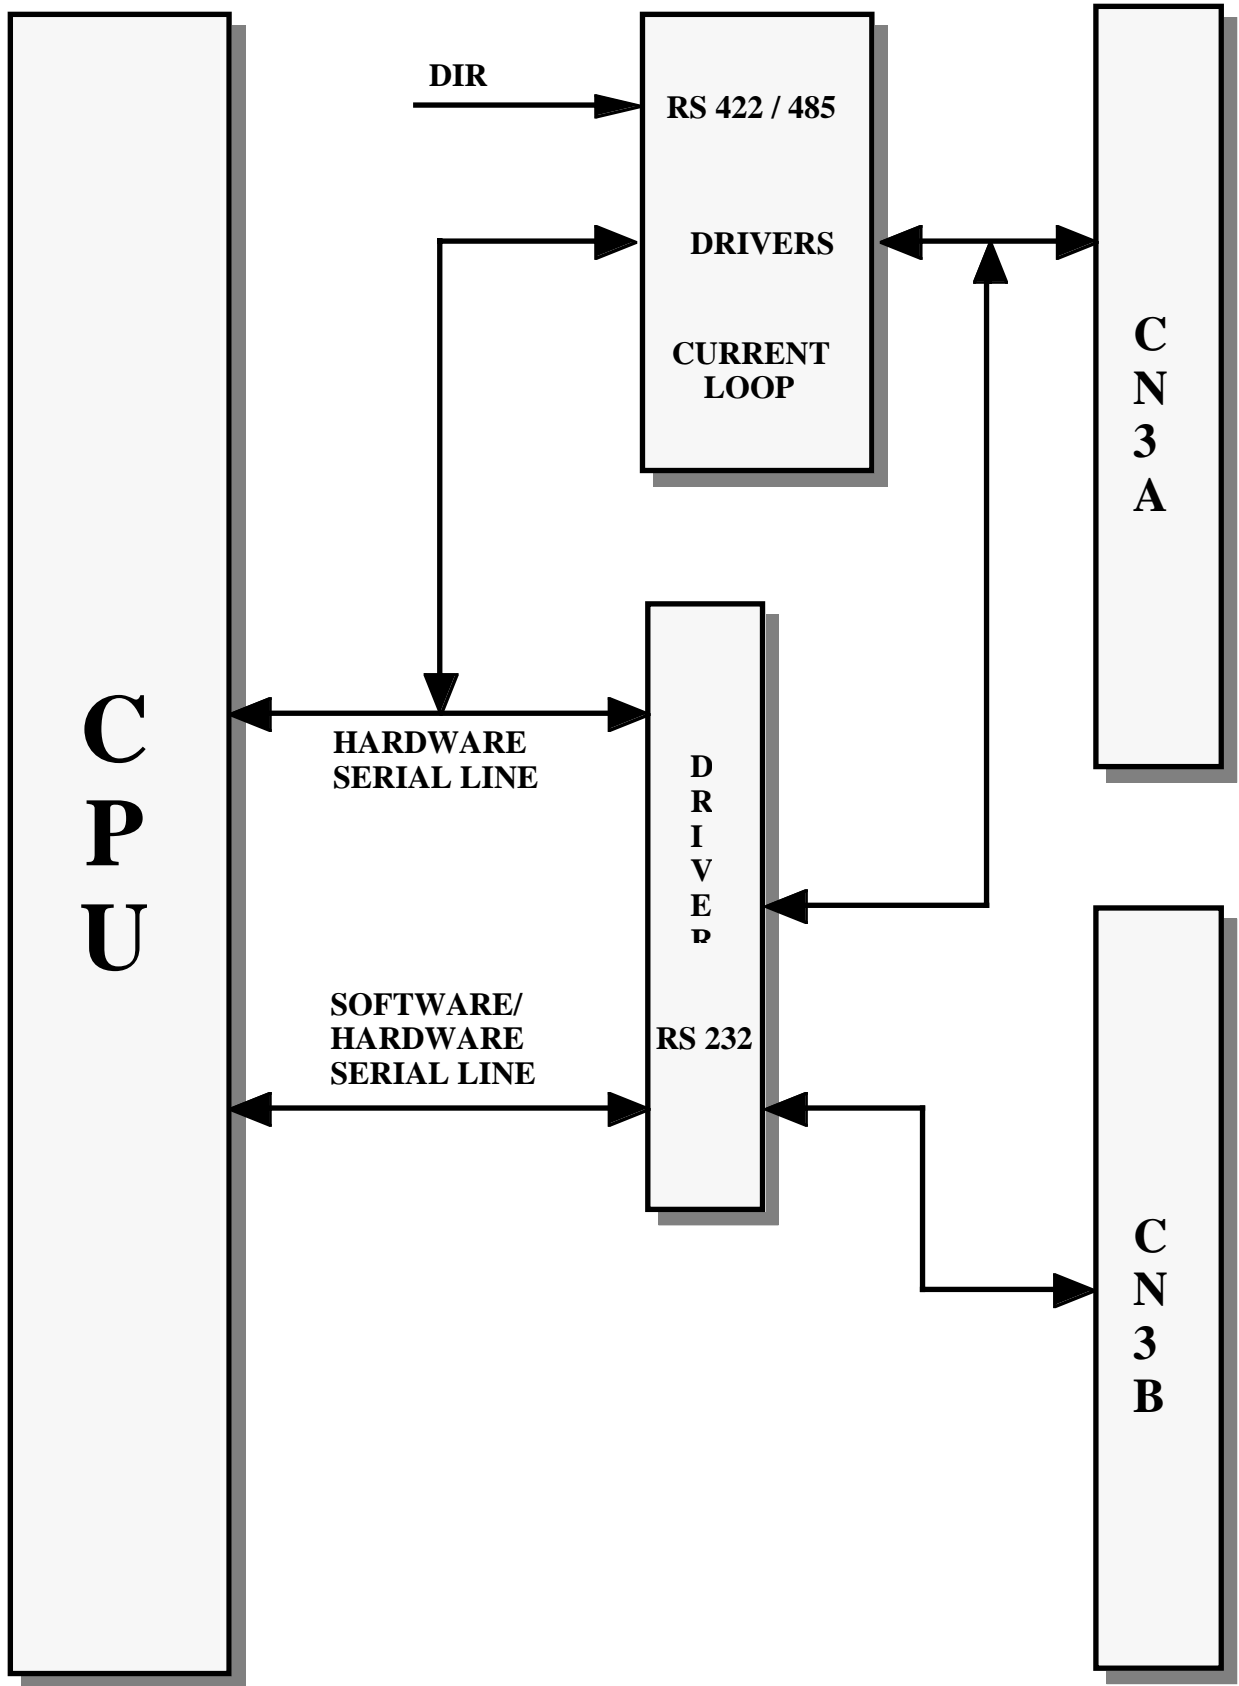 DIR
RS 422 / 485
DRIVERS
CURRENT
LOOP
C
N
3
A
C
P
U
HARDWARE
SERIAL LINE
D
R
I
V
E
R
SOFTWARE/
HARDWARE
SERIAL LINE
RS 232
C
N
3
B